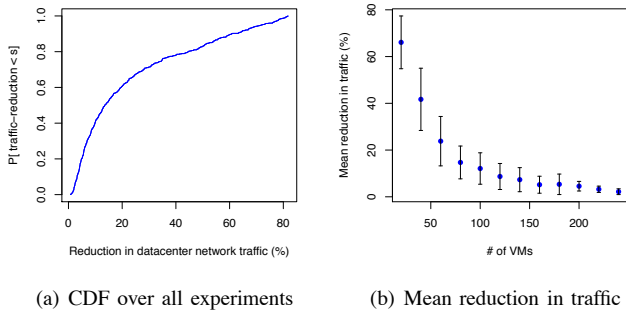 P[ traffic−reduction < s]
1.0
0.8
0.6
0.4
0.2
0.0
0 20 40 60 80
Reduction in datacenter network traffic (%)
(a) CDF over all experiments
Mean reduction in traffic (%)
80
60
40
20
0
50 100 150 200
# of VMs
(b) Mean reduction in traffic